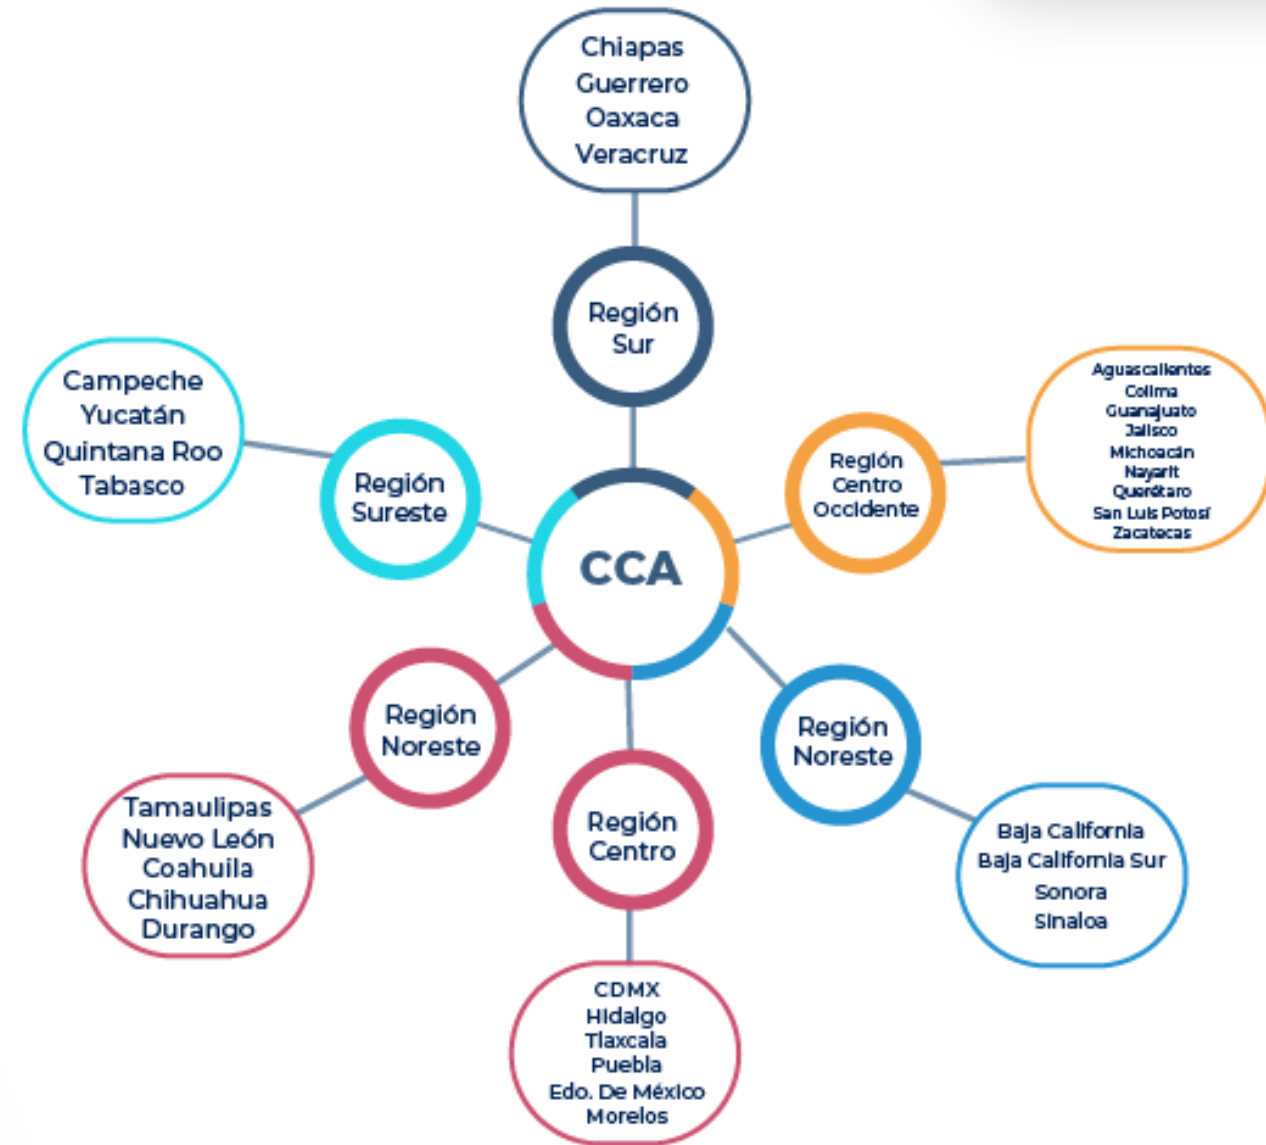 Chiapas
Guerrero
Oaxaca
Veracruz
Región
Sur
Campeche
Yucatán
Quintana Roo
Tabasco
Región
Sureste
Región
Centro
Occidente
Aguascalientes
Colima
Guanajuato
Jalisco
Michoacán
Nayarit
Querétaro
San Luis Potosí
Zacatecas
CCA
Región
Noreste
Región
Noreste
Región
Centro
Tamaulipas
Nuevo León
Coahuila
Chihuahua
Durango
Baja California
Baja California Sur
Sonora
Sinaloa
CDMX
Hidalgo
Tlaxcala
Puebla
Edo. De México
Morelos